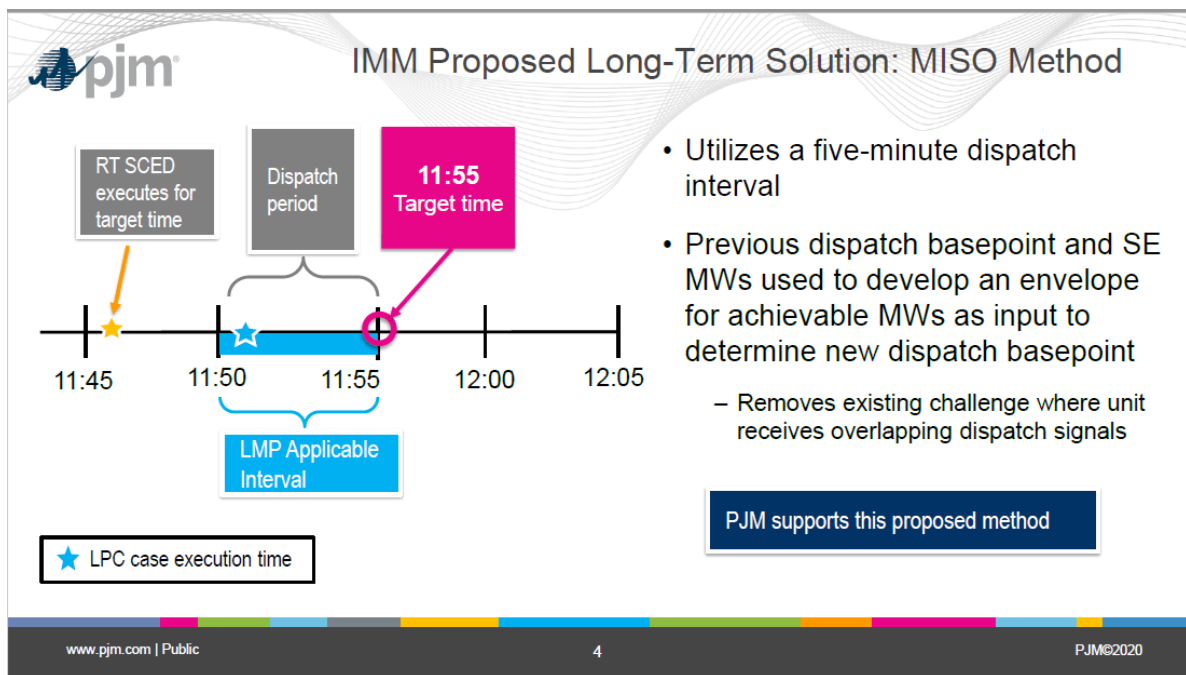 pjm
IMM Proposed Long-Term Solution: MISO Method
RT SCED
executes for
target time
Dispatch
period
11:55
Target time
11:45
11:50
11:55
12:00
12:05
LMP Applicable
Interval
LPC case execution time
• Utilizes a five-minute dispatch
interval
• Previous dispatch basepoint and SE
MWs used to develop an envelope
for achievable MWs as input to
determine new dispatch basepoint
– Removes existing challenge where unit
receives overlapping dispatch signals
PJM supports this proposed method
www.pjm.com | Public
4
PJM©2020